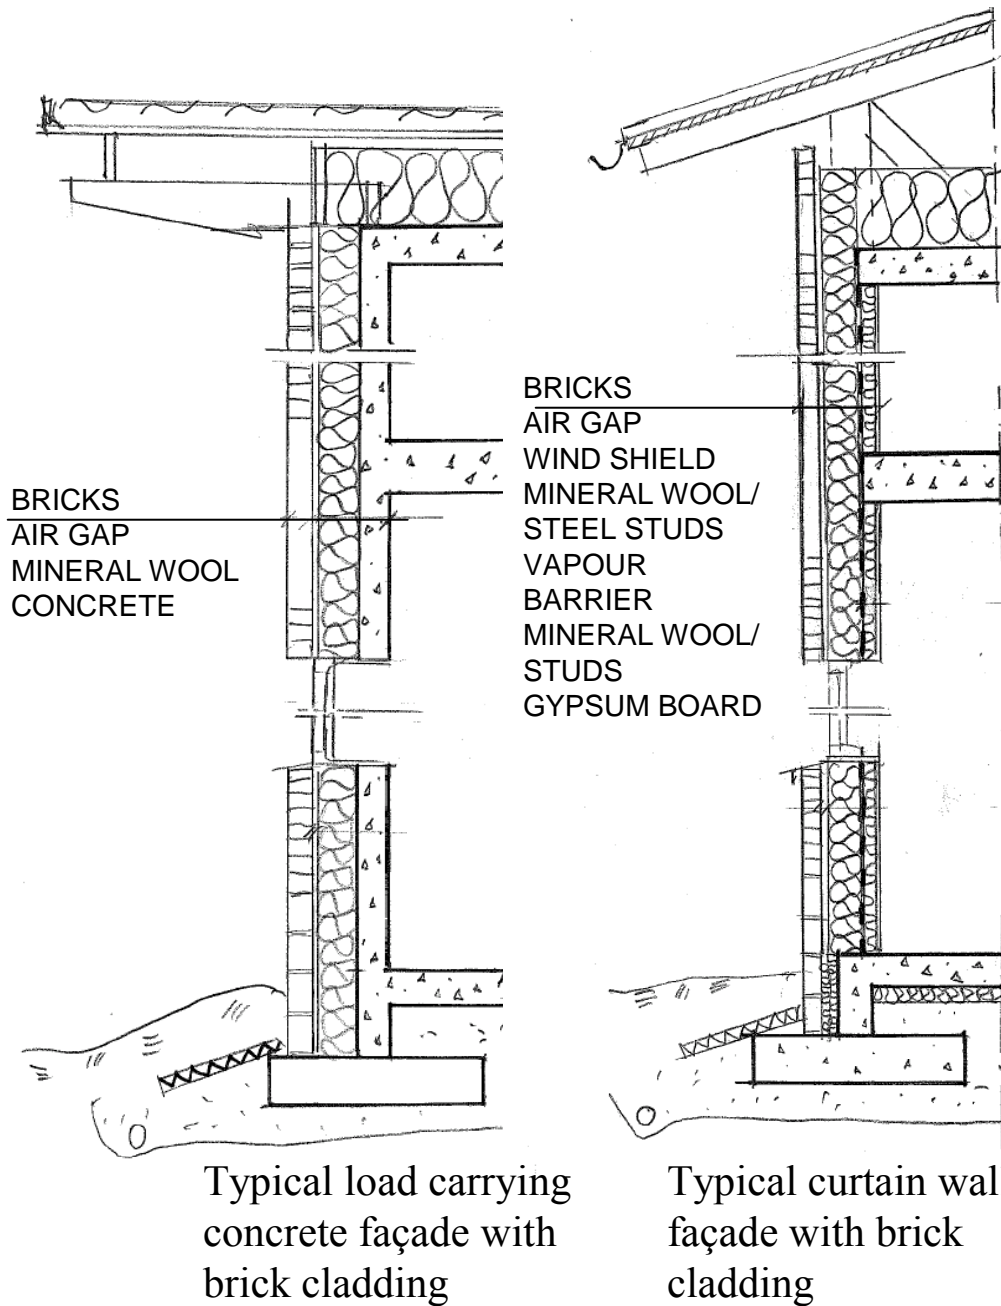 BRICKS
AIR GAP
MINERAL WOOL
CONCRETE
BRICKS
AIR GAP
WIND SHIELD
MINERAL WOOL/
STEEL STUDS
VAPOUR
BARRIER
MINERAL WOOL/
STUDS
GYPSUM BOARD
Typical load carrying
concrete façade with
brick cladding
Typical curtain wal
façade with brick
cladding